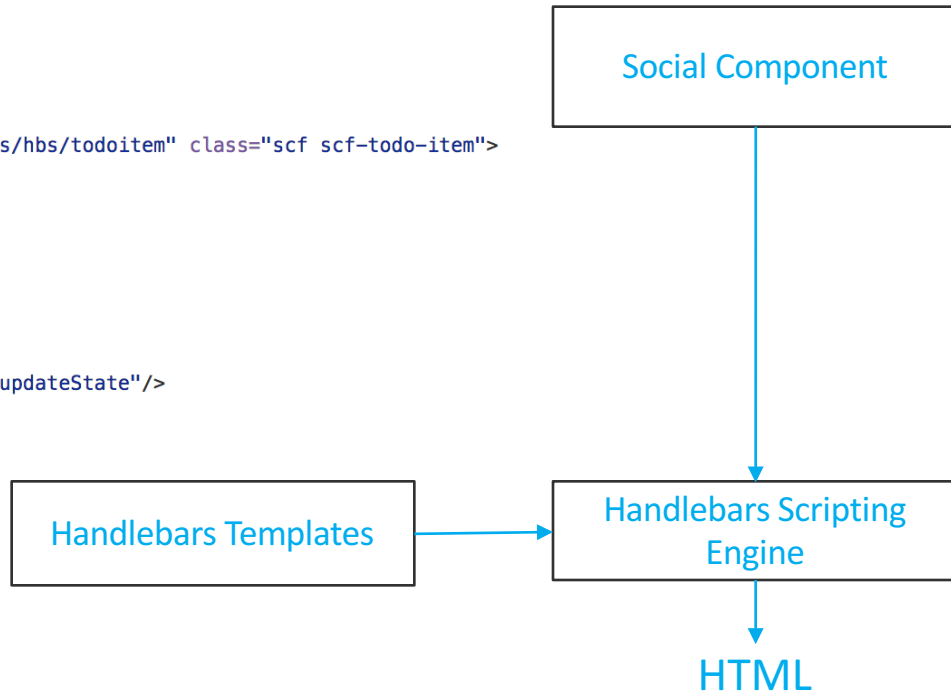 Social Component
s/hbs/todoitem" class="scf scf-todo-item">
updateState"/>
Handlebars Templates
Handlebars Scripting
Engine
HTML